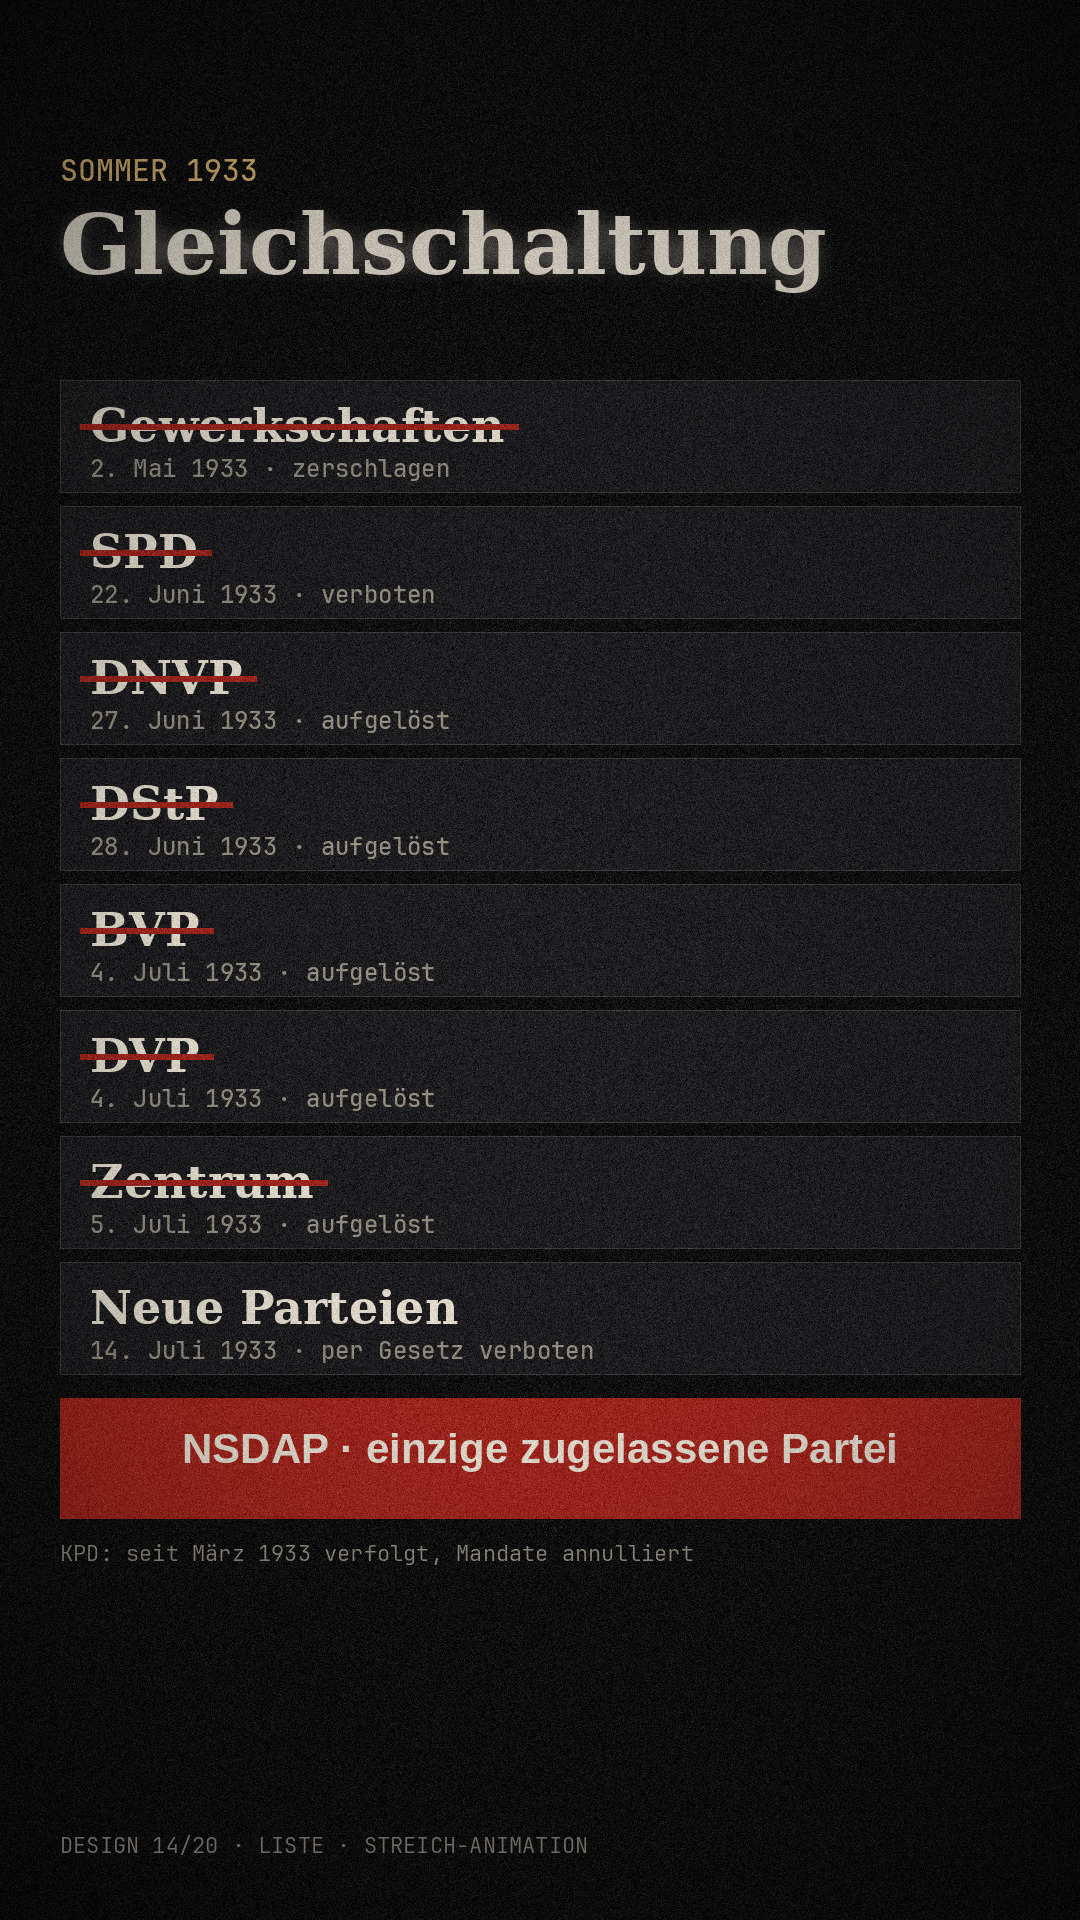 SOMMER 1933
Gleichschaltung
Gewerkschaften
2. Mai 1933 · zerschlagen
SPD
22. Juni 1933 · verboten
DNVP
27. Juni 1933 · aufgelöst
DStP
28. Juni 1933 · aufgelöst
BVP
4. Juli 1933 · aufgelöst
DVP
4. Juli 1933 · aufgelöst
Zentrum
5. Juli 1933 · aufgelöst
Neue Parteien
14. Juli 1933 · per Gesetz verboten
NSDAP · einzige zugelassene Partei
KPD: seit März 1933 verfolgt, Mandate annulliert
DESIGN 14/20 · LISTE · STREICH-ANIMATION